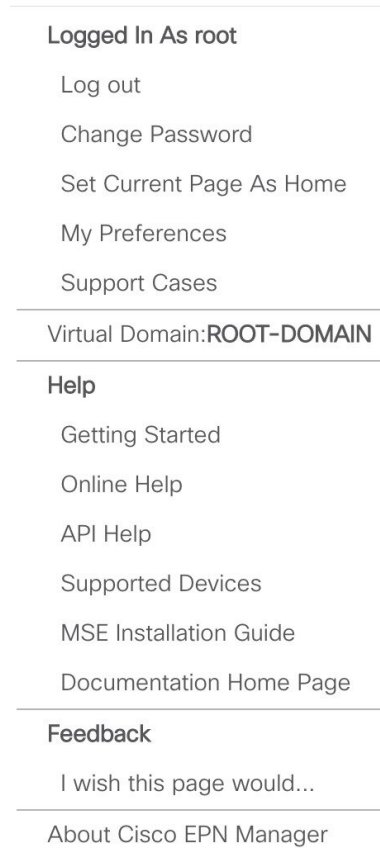 Logged In As root
Log out
Change Password
Set Current Page As Home
My Preferences
Support Cases
Virtual Domain:ROOT-DOMAIN
Help
Getting Started
Online Help
API Help
Supported Devices
MSE Installation Guide
Documentation Home Page
Feedback
I wish this page would...
About Cisco EPN Manager